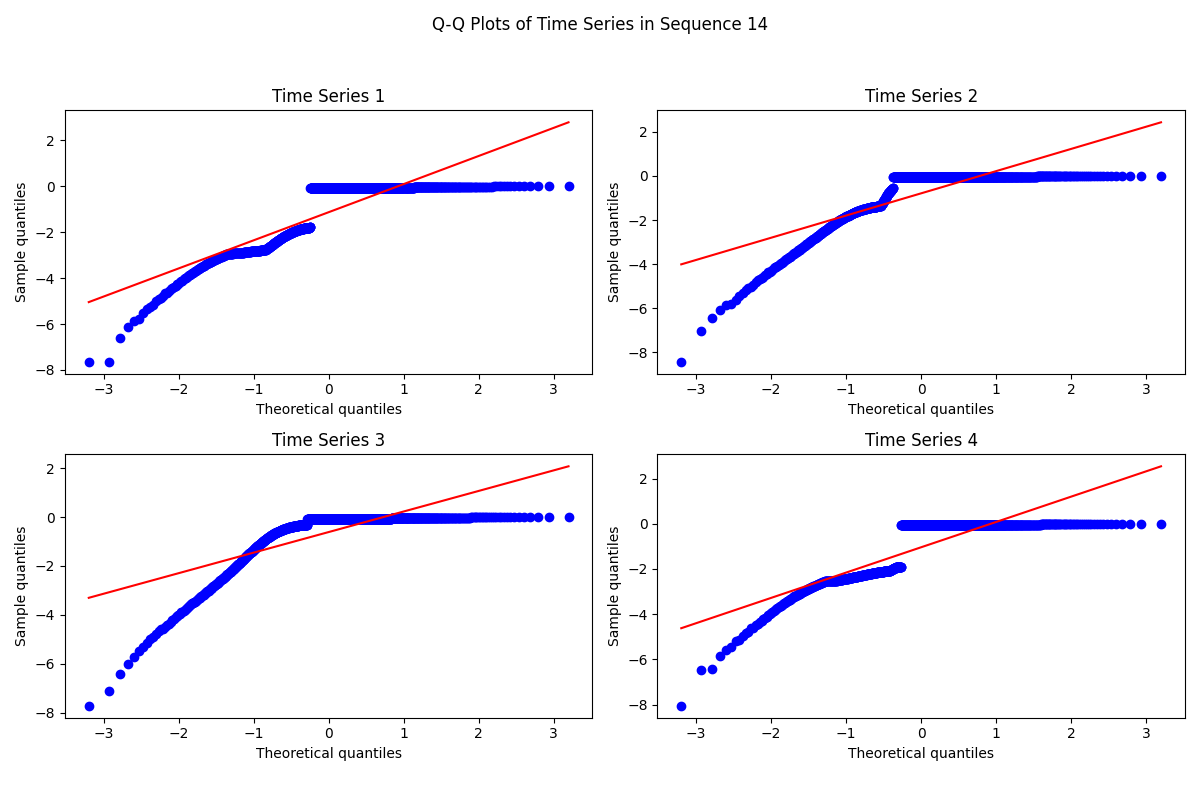 Q-Q Plots of Time Series in Sequence 14
Time Series 1
2
0
−2
−4
−6
−8
Sample quantiles
−3 −2 −1 0 1 2 3
Theoretical quantiles
Time Series 2
2
0
−2
−4
−6
−8
Sample quantiles
−3 −2 −1 0 1 2 3
Theoretical quantiles
Time Series 3
2
0
−2
−4
−6
−8
Sample quantiles
−3 −2 −1 0 1 2 3
Theoretical quantiles
Time Series 4
2
0
−2
−4
−6
−8
Sample quantiles
−3 −2 −1 0 1 2 3
Theoretical quantiles